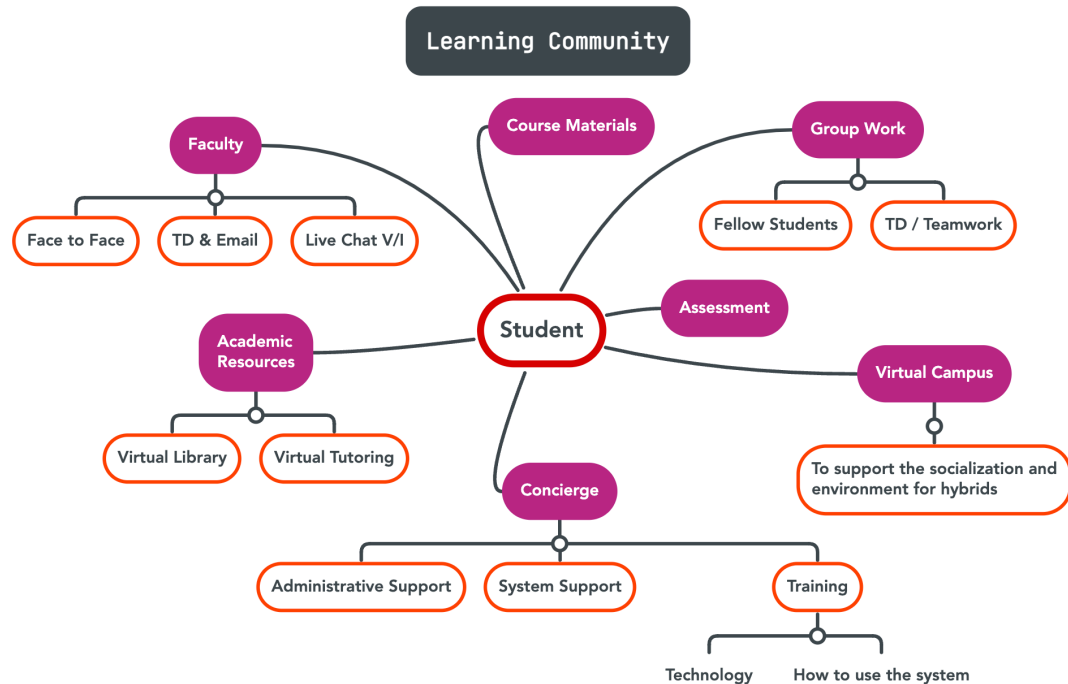 Learning Community
Course Materials
Group Work
Faculty
Fellow Students
TD / Teamwork
Face to Face
TD & Email
Live Chat V/I
Assessment
Student
Academic
Resources
Virtual Campus
Virtual Library
Virtual Tutoring
To support the socialization and
environment for hybrids
Concierge
Administrative Support
System Support
Training
Technology
How to use the system